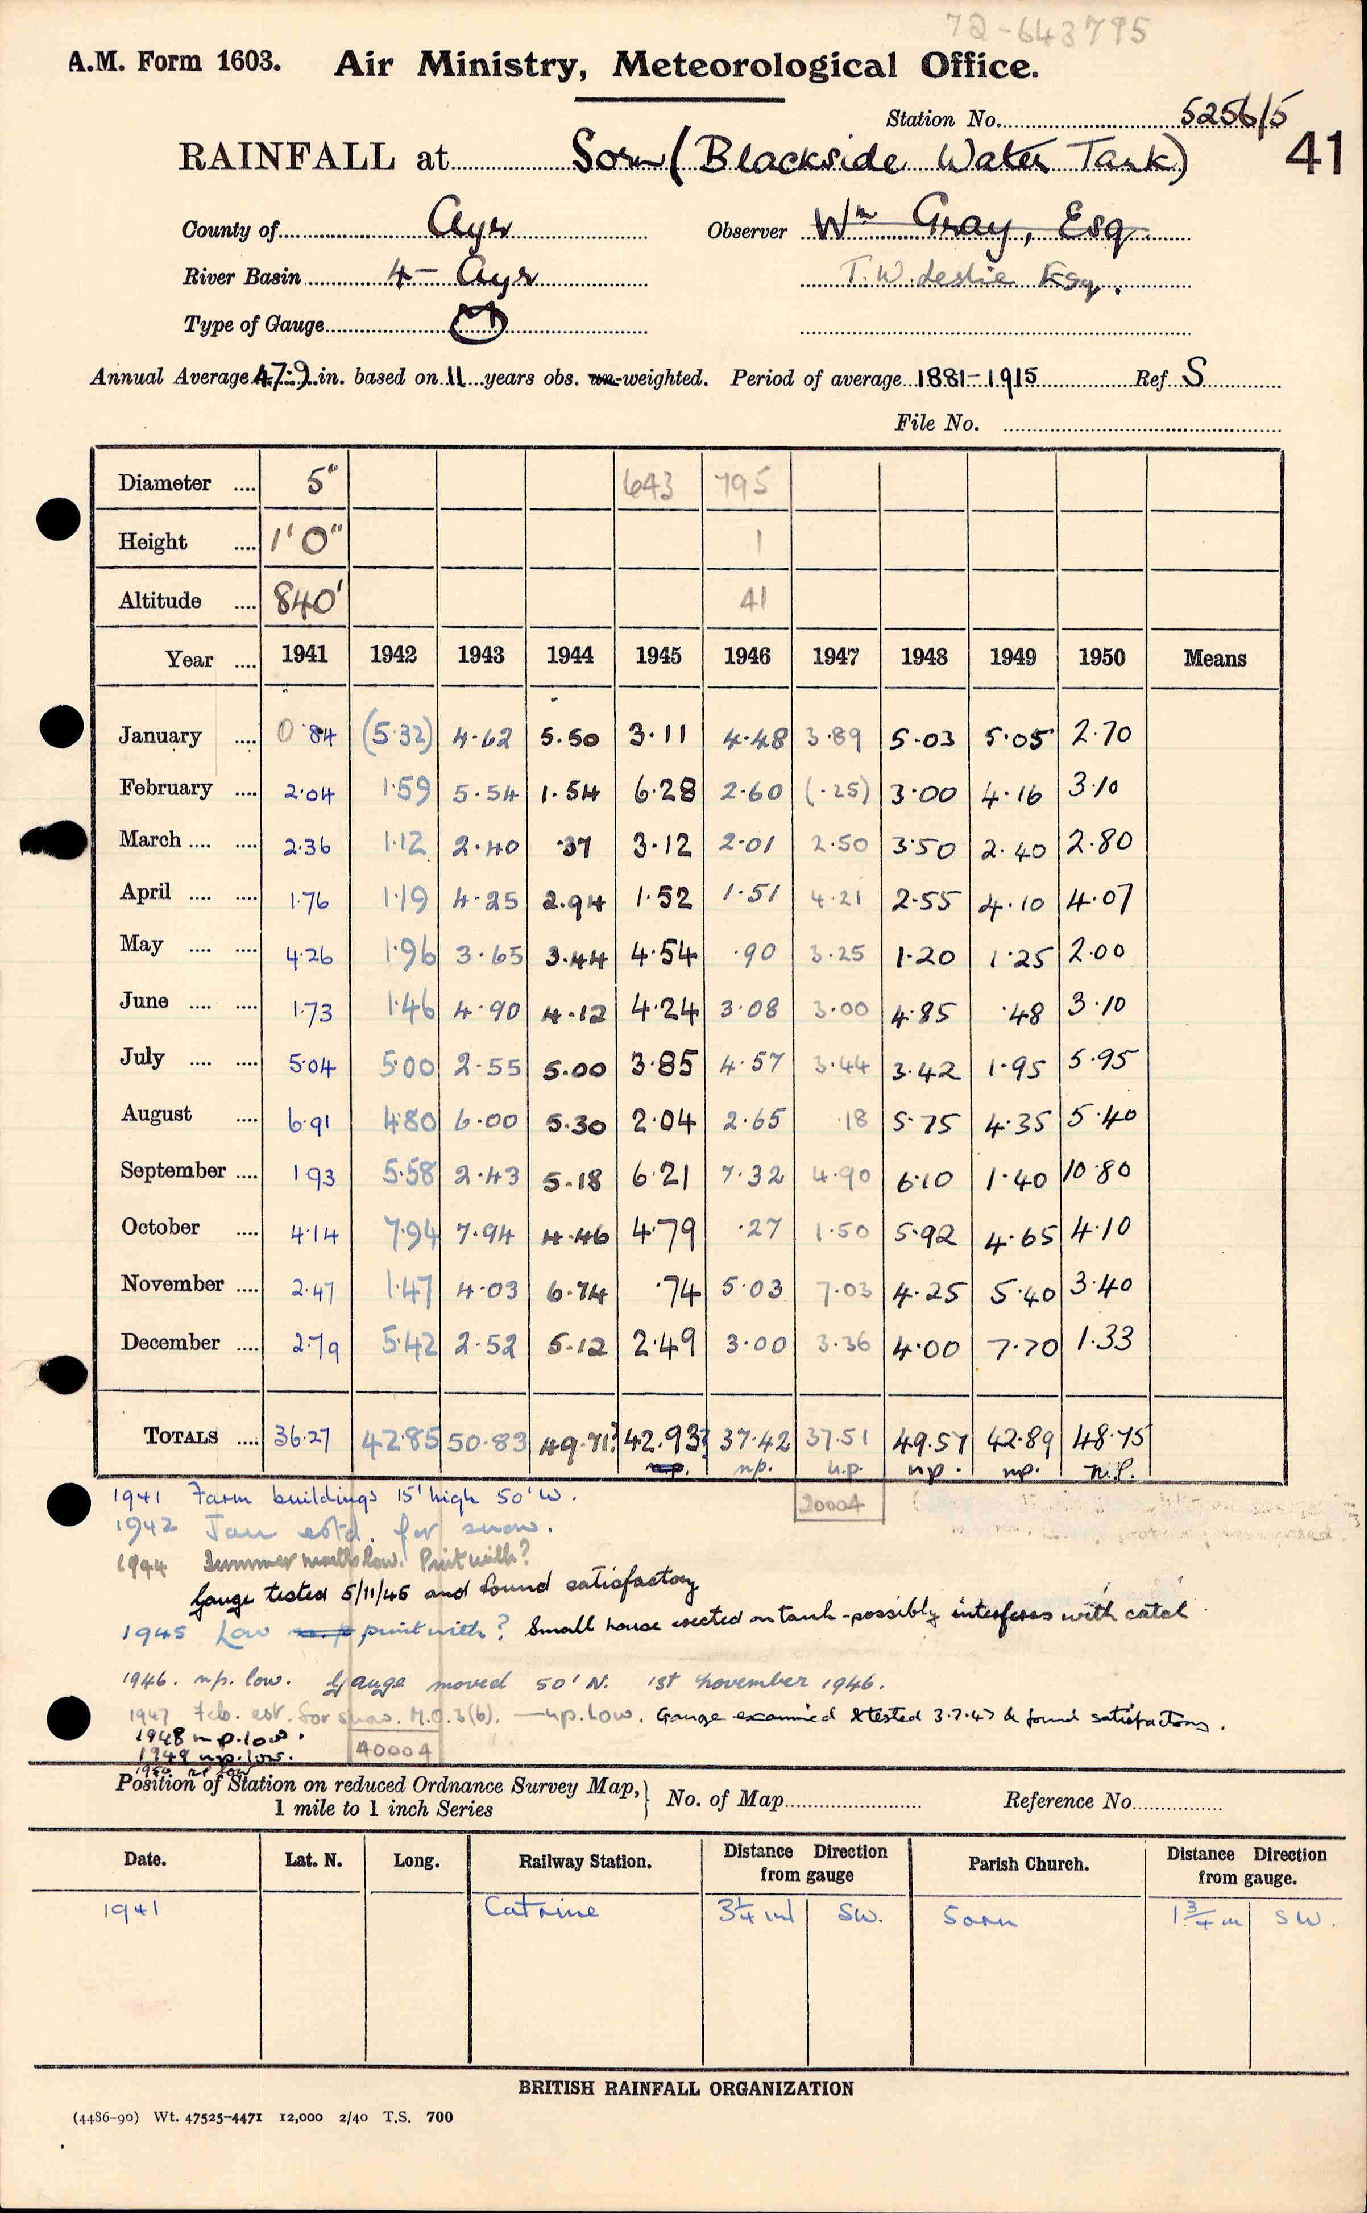 72-643795
A.M. Form 1603. Air Ministry, Meteorological Office.
Station No. 5256/5
RAINFALL at Sorn (Blackside Water Tank) 41
County of Ayr Observer Wm Gray, Esq.
River Basin 4 - Ayr T.W. Leslie Esq.
Type of Gauge M
Annual Average 47.9 in. based on 11 years obs. un-weighted. Period of average 1881-1915 Ref S
File No.
Diameter .... 5" 643 795
Height .... 1'0" 1
Altitude .... 840' 41
Year .... 1941 1942 1943 1944 1945 1946 1947 1948 1949 1950 Means
January .... 0.84 (5.32) 4.62 5.50 3.11 4.48 3.89 5.03 5.05 2.70
February .... 2.04 1.59 5.54 1.54 6.28 2.60 (.25) 3.00 4.16 3.10
March .... .... 2.36 1.12 2.40 .37 3.12 2.01 2.50 3.50 2.40 2.80
April .... .... 1.76 1.19 4.25 2.94 1.52 1.51 4.21 2.55 4.10 4.07
May .... .... 4.26 1.96 3.65 3.44 4.54 .90 3.25 1.20 1.25 2.00
June .... .... 1.73 1.46 4.90 4.12 4.24 3.08 3.00 4.85 .48 3.10
July .... .... 5.04 5.00 2.55 5.00 3.85 4.57 3.44 3.42 1.95 5.95
August .... 6.91 4.80 6.00 5.30 2.04 2.65 .18 5.75 4.35 5.40
September .... 1.93 5.58 2.43 5.18 6.21 7.32 4.90 6.10 1.40 10.80
October .... 4.14 7.94 7.94 4.46 4.79 .27 1.50 5.92 4.65 4.10
November .... 2.47 1.47 4.03 6.74 .74 5.03 7.03 4.25 5.40 3.40
December .... 2.79 5.42 2.52 5.12 2.49 3.00 3.36 4.00 7.70 1.33
TOTALS .... 36.27 42.85 50.83 49.71? 42.93? 37.42 37.51 49.57 42.89 48.75
n.p. n.p. n.p. n.p. n.p. n.p.
1941 Farm buildings 15' high 50' W. 20004
1942 Jan estd. for snow.
1944 Summer months low. Print with?
Gauge tested 5/11/45 and found satisfactory
1945 Low n.p. print with? Small house erected on tank - possibly interferes with catch
1946. n.p. low. Gauge moved 50' N. 1st November 1946.
1947 Feb. est. for snow. M.O.3(b). - n.p. low. Gauge examined & tested 3.7.47 & found satisfactory.
1948 n.p. low.
1949 n.p. low. 40004
1950 np low
Position of Station on reduced Ordnance Survey Map, 1 mile to 1 inch Series } No. of Map Reference No.
Date. Lat. N. Long. Railway Station. Distance Direction from gauge Parish Church. Distance Direction from gauge.
1941 Catrine 3¼ ml SW. Sorn 1¾ m SW.
BRITISH RAINFALL ORGANIZATION
(4486-90) Wt. 47525-4471 12,000 2/40 T.S. 700